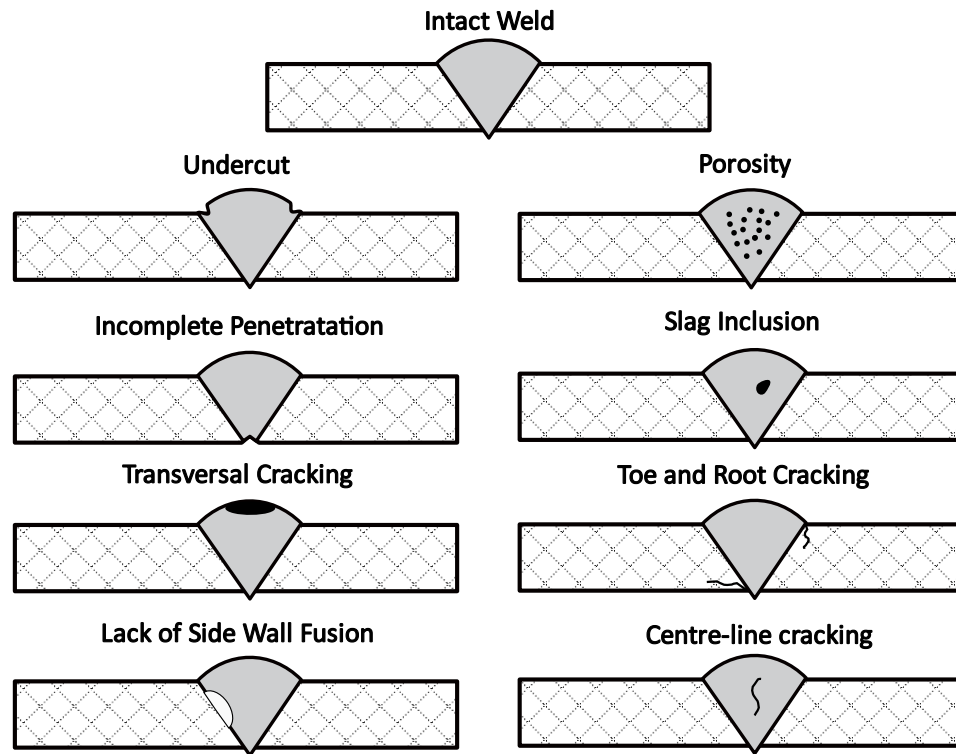 Intact Weld
Undercut
Porosity
Incomplete Penetratation
Slag Inclusion
Transversal Cracking
Toe and Root Cracking
Lack of Side Wall Fusion
Centre-line cracking